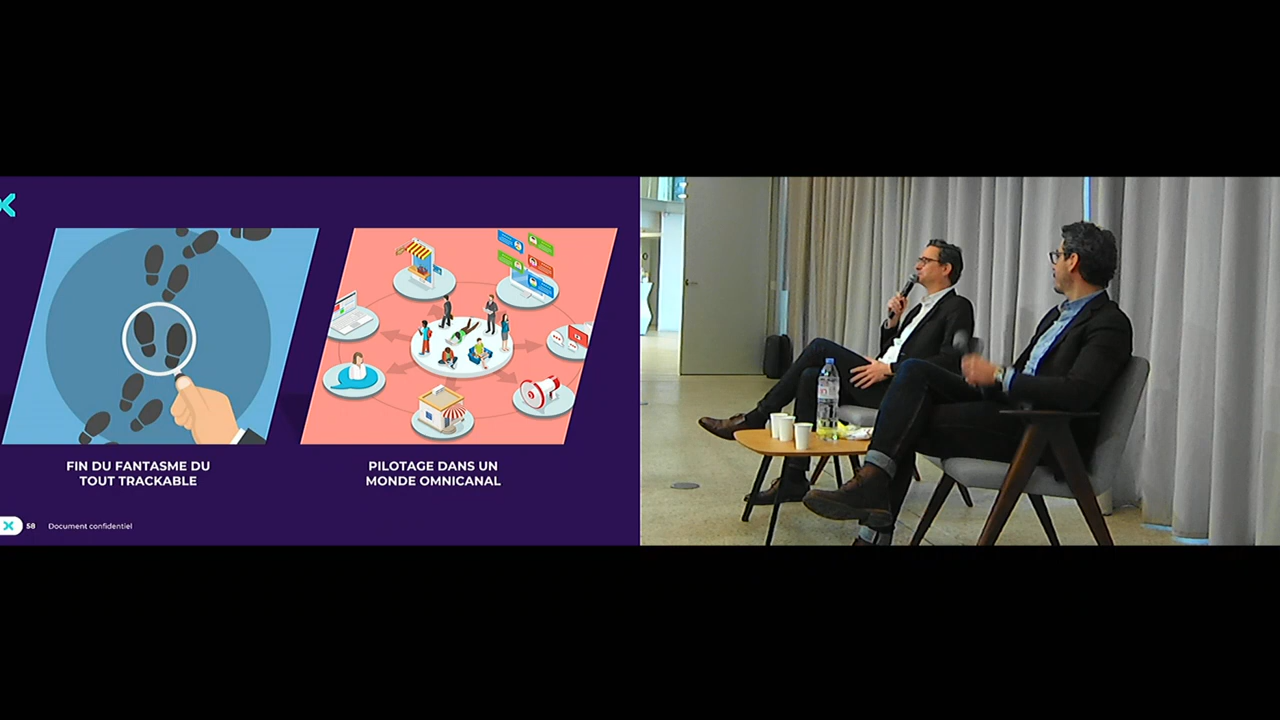 FIN DU FANTASME DU
TOUT TRACKABLE
PILOTAGE DANS UN
MONDE OMNICANAL
58 Document confidentiel